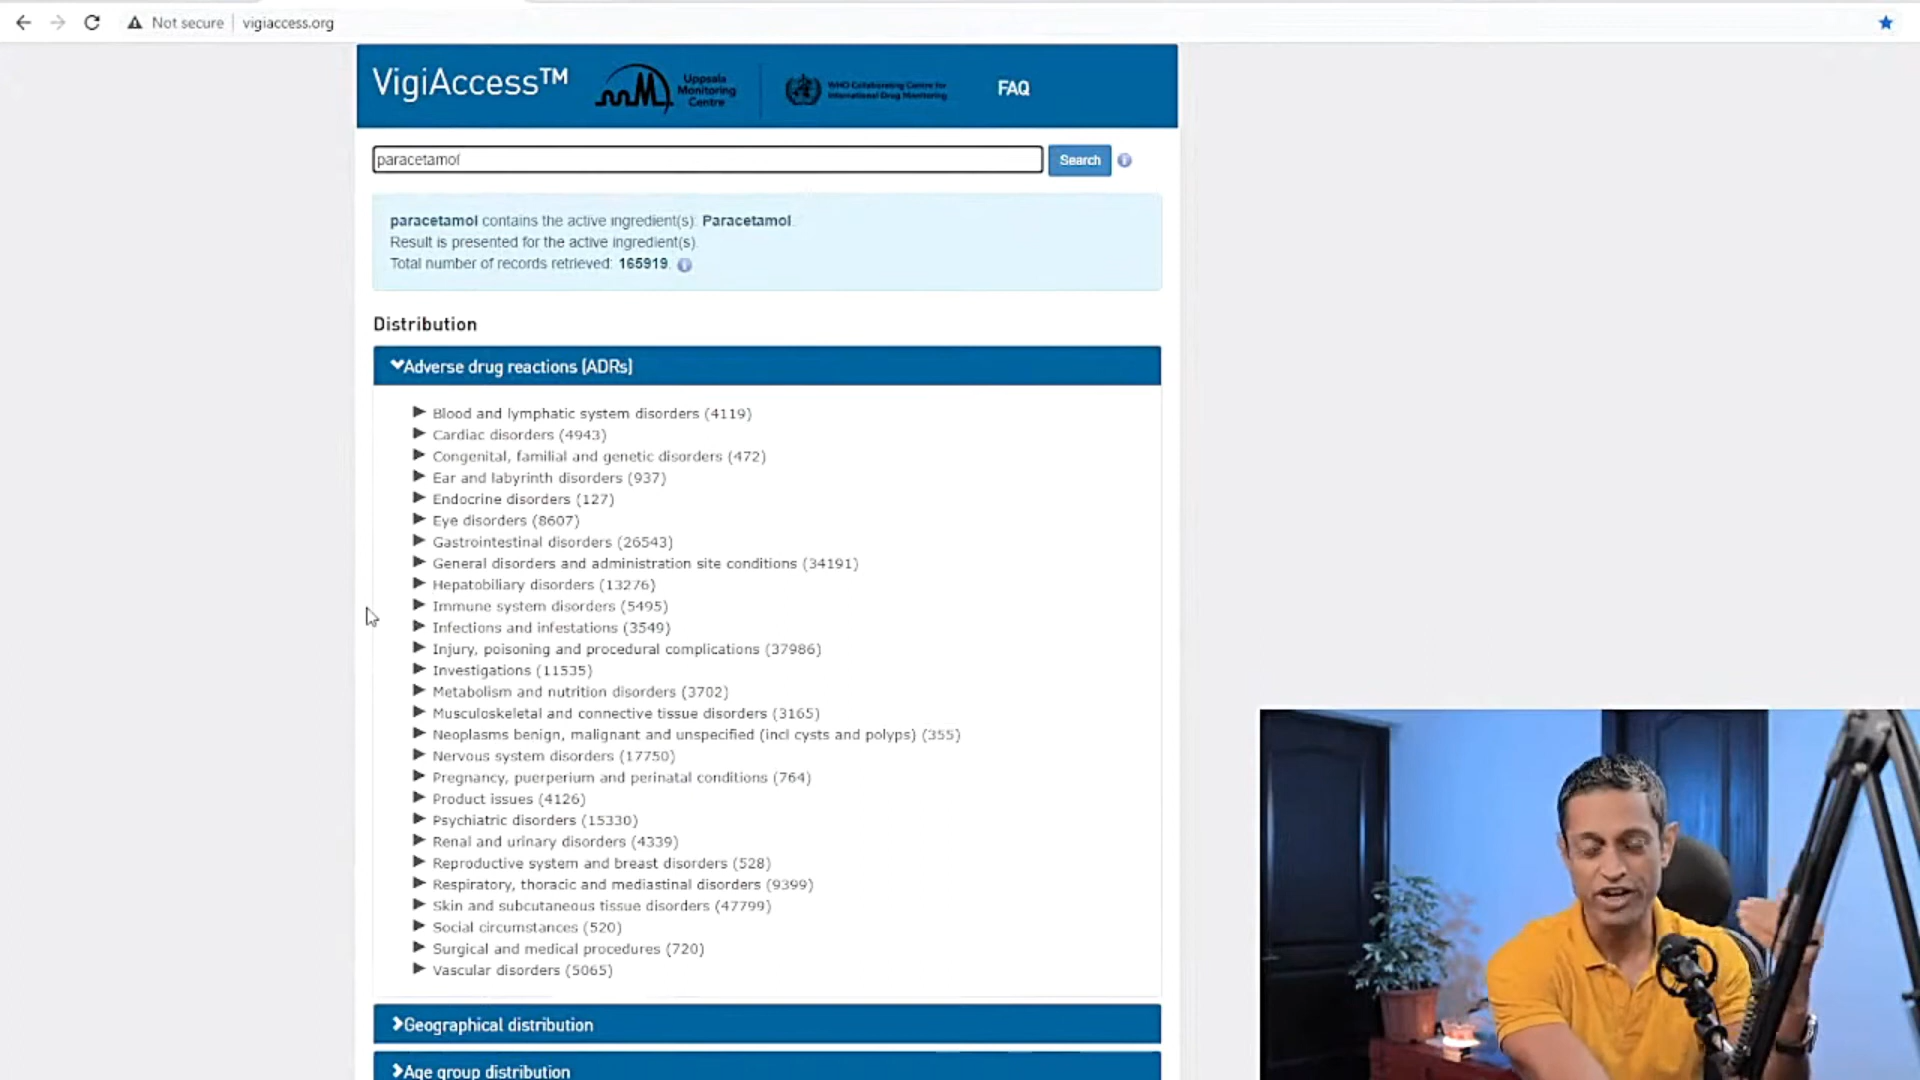 Not secure
vigiaccess.org
VigiAccess™
Uppsala
Monitoring
Centre
WHO Collaborating Centre for
International Drug Monitoring
FAQ
paracetamol
Search
paracetamol contains the active ingredient(s): Paracetamol.
Result is presented for the active ingredient(s).
Total number of records retrieved: 165919.
Distribution
Adverse drug reactions (ADRs)
Blood and lymphatic system disorders (4119)
Cardiac disorders (4943)
Congenital, familial and genetic disorders (472)
Ear and labyrinth disorders (937)
Endocrine disorders (127)
Eye disorders (8607)
Gastrointestinal disorders (26543)
General disorders and administration site conditions (34191)
Hepatobiliary disorders (13276)
Immune system disorders (5495)
Infections and infestations (3549)
Injury, poisoning and procedural complications (37986)
Investigations (11535)
Metabolism and nutrition disorders (3702)
Musculoskeletal and connective tissue disorders (3165)
Neoplasms benign, malignant and unspecified (incl cysts and polyps) (355)
Nervous system disorders (17750)
Pregnancy, puerperium and perinatal conditions (764)
Product issues (4126)
Psychiatric disorders (15330)
Renal and urinary disorders (4339)
Reproductive system and breast disorders (528)
Respiratory, thoracic and mediastinal disorders (9399)
Skin and subcutaneous tissue disorders (47799)
Social circumstances (520)
Surgical and medical procedures (720)
Vascular disorders (5065)
Geographical distribution
Age group distribution